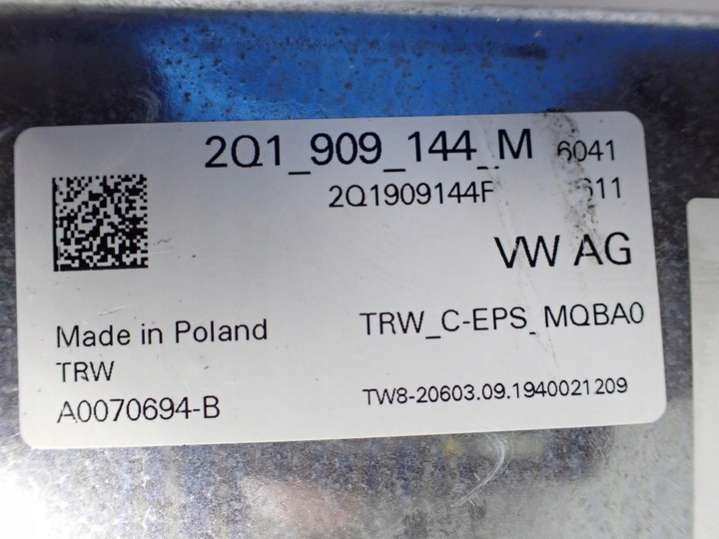 2Q1_909_144_M 6041
2Q1909144F
VW AG
Made in Poland
TRW_C-EPS_MQBA0
TRW
A0070694-B
TW8-20603.09.1940021209